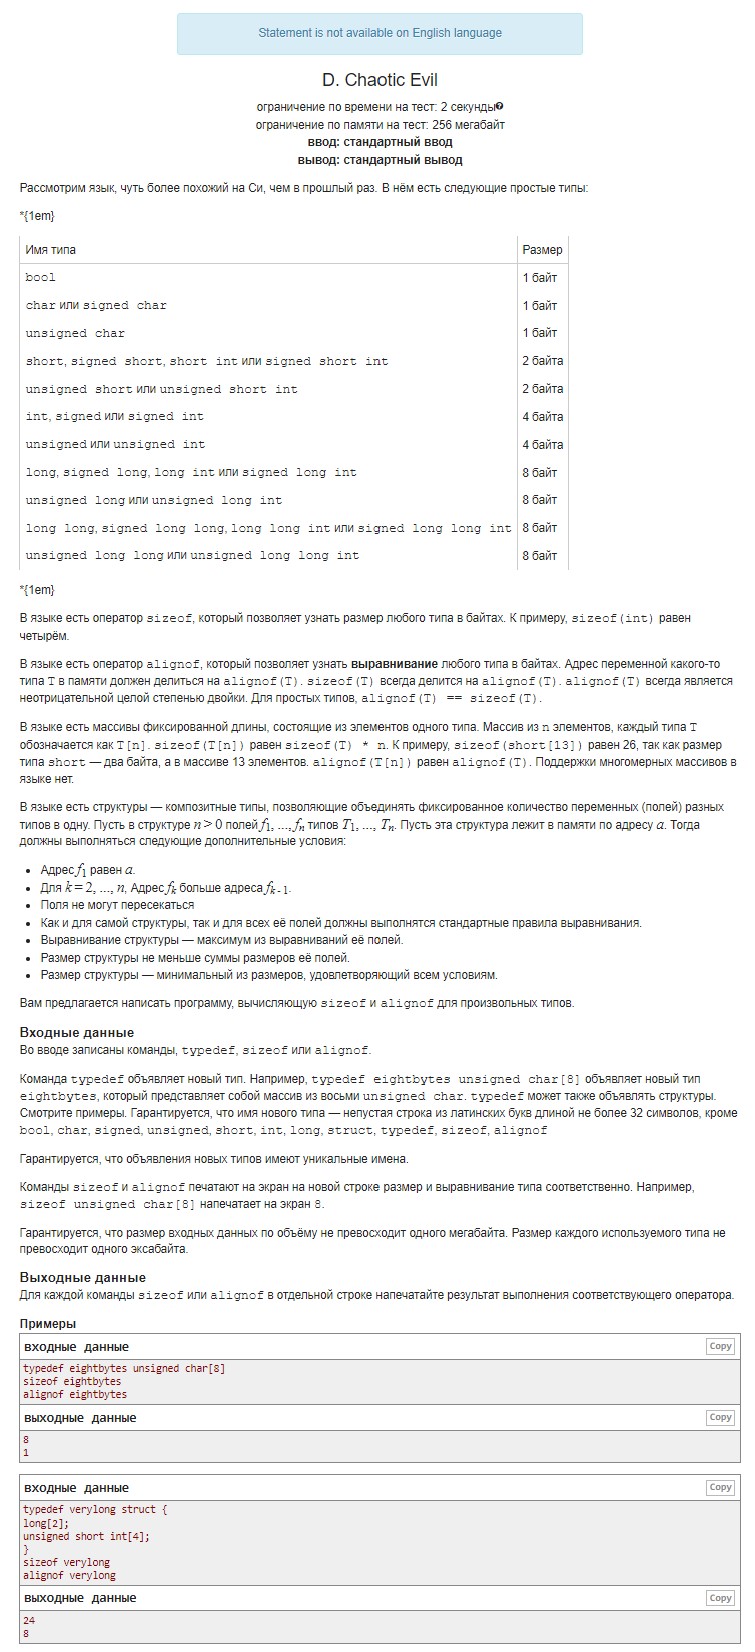 Statement is not available on English language
D. Chaotic Evil
ограничение по времени на тест: 2 секунды
ограничение по памяти на тест: 256 мегабайт
ввод: стандартный ввод
вывод: стандартный вывод
Рассмотрим язык, чуть более похожий на Си, чем в прошлый раз. В нём есть следующие простые типы:
*{1em}
Имя типа Размер
bool 1 байт
char или signed char 1 байт
unsigned char 1 байт
short, signed short, short int или signed short int 2 байта
unsigned short или unsigned short int 2 байта
int, signed или signed int 4 байта
unsigned или unsigned int 4 байта
long, signed long, long int или signed long int 8 байт
unsigned long или unsigned long int 8 байт
long long, signed long long, long long int или signed long long int 8 байт
unsigned long long или unsigned long long int 8 байт
*{1em}
В языке есть оператор sizeof, который позволяет узнать размер любого типа в байтах. К примеру, sizeof(int) равен
четырём.
В языке есть оператор alignof, который позволяет узнать выравнивание любого типа в байтах. Адрес переменной какого-то
типа T в памяти должен делиться на alignof(T). sizeof(T) всегда делится на alignof(T). alignof(T) всегда является
неотрицательной целой степенью двойки. Для простых типов, alignof(T) == sizeof(T).
В языке есть массивы фиксированной длины, состоящие из элементов одного типа. Массив из n элементов, каждый типа T
обозначается как T[n]. sizeof(T[n]) равен sizeof(T) * n. К примеру, sizeof(short[13]) равен 26, так как размер
типа short — два байта, а в массиве 13 элементов. alignof(T[n]) равен alignof(T). Поддержки многомерных массивов в
языке нет.
В языке есть структуры — композитные типы, позволяющие объединять фиксированное количество переменных (полей) разных
типов в одну. Пусть в структуре n > 0 полей f1, ..., fn типов T1, ..., Tn. Пусть эта структура лежит в памяти по адресу a. Тогда
должны выполняться следующие дополнительные условия:
• Адрес f1 равен a.
• Для k = 2, ..., n, Адрес fk больше адреса fk - 1.
• Поля не могут пересекаться
• Как и для самой структуры, так и для всех её полей должны выполнятся стандартные правила выравнивания.
• Выравнивание структуры — максимум из выравниваний её полей.
• Размер структуры не меньше суммы размеров её полей.
• Размер структуры — минимальный из размеров, удовлетворяющий всем условиям.
Вам предлагается написать программу, вычисляющую sizeof и alignof для произвольных типов.
Входные данные
Во вводе записаны команды, typedef, sizeof или alignof.
Команда typedef объявляет новый тип. Например, typedef eightbytes unsigned char[8] объявляет новый тип
eightbytes, который представляет собой массив из восьми unsigned char. typedef может также объявлять структуры.
Смотрите примеры. Гарантируется, что имя нового типа — непустая строка из латинских букв длиной не более 32 символов, кроме
bool, char, signed, unsigned, short, int, long, struct, typedef, sizeof, alignof
Гарантируется, что объявления новых типов имеют уникальные имена.
Команды sizeof и alignof печатают на экран на новой строке размер и выравнивание типа соответственно. Например,
sizeof unsigned char[8] напечатает на экран 8.
Гарантируется, что размер входных данных по объёму не превосходит одного мегабайта. Размер каждого используемого типа не
превосходит одного эксабайта.
Выходные данные
Для каждой команды sizeof или alignof в отдельной строке напечатайте результат выполнения соответствующего оператора.
Примеры
входные данные Copy
typedef eightbytes unsigned char[8]
sizeof eightbytes
alignof eightbytes
выходные данные Copy
8
1
входные данные Copy
typedef verylong struct {
long[2];
unsigned short int[4];
}
sizeof verylong
alignof verylong
выходные данные Copy
24
8